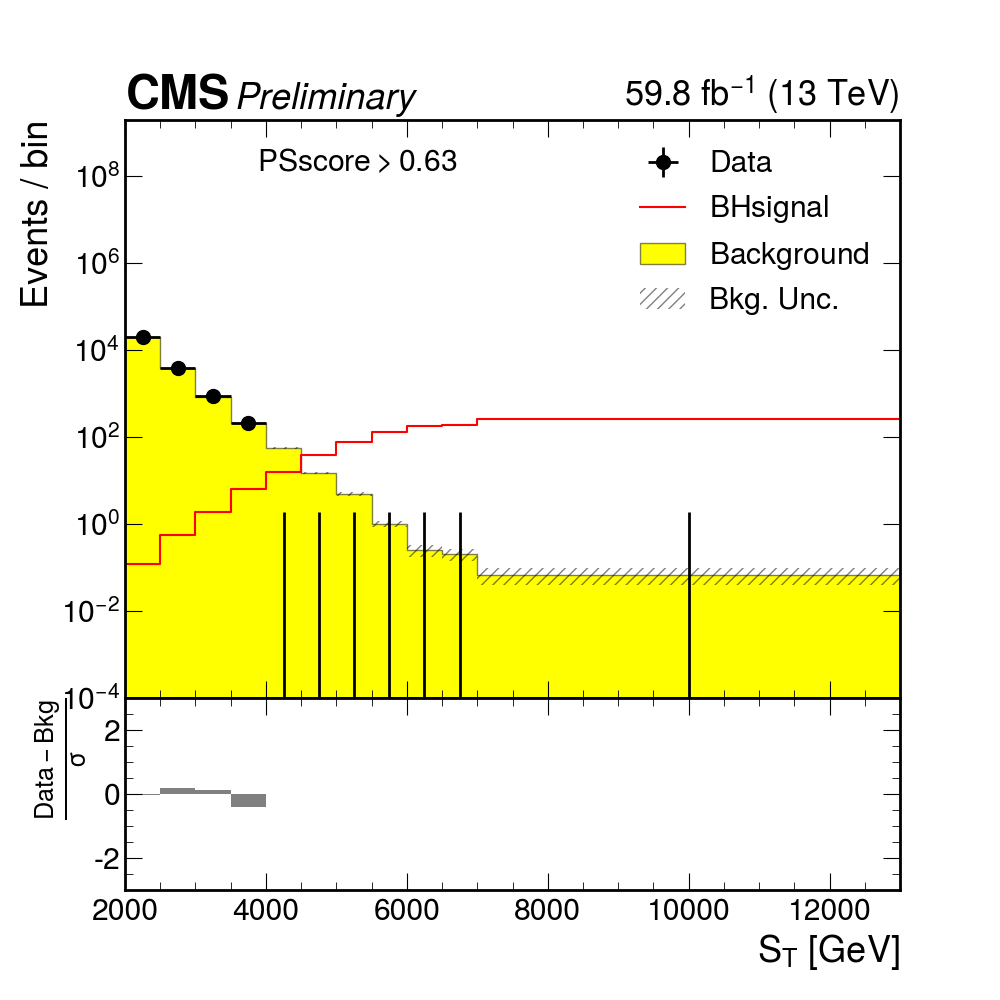 CMS Preliminary 59.8 fb⁻¹ (13 TeV)
Events / bin
PSscore > 0.63
Data
BHsignal
Background
Bkg. Unc.
10⁸
10⁶
10⁴
10²
10⁰
10⁻²
10⁻⁴
Data – Bkg
σ
2
0
-2
2000 4000 6000 8000 10000 12000
S_T [GeV]